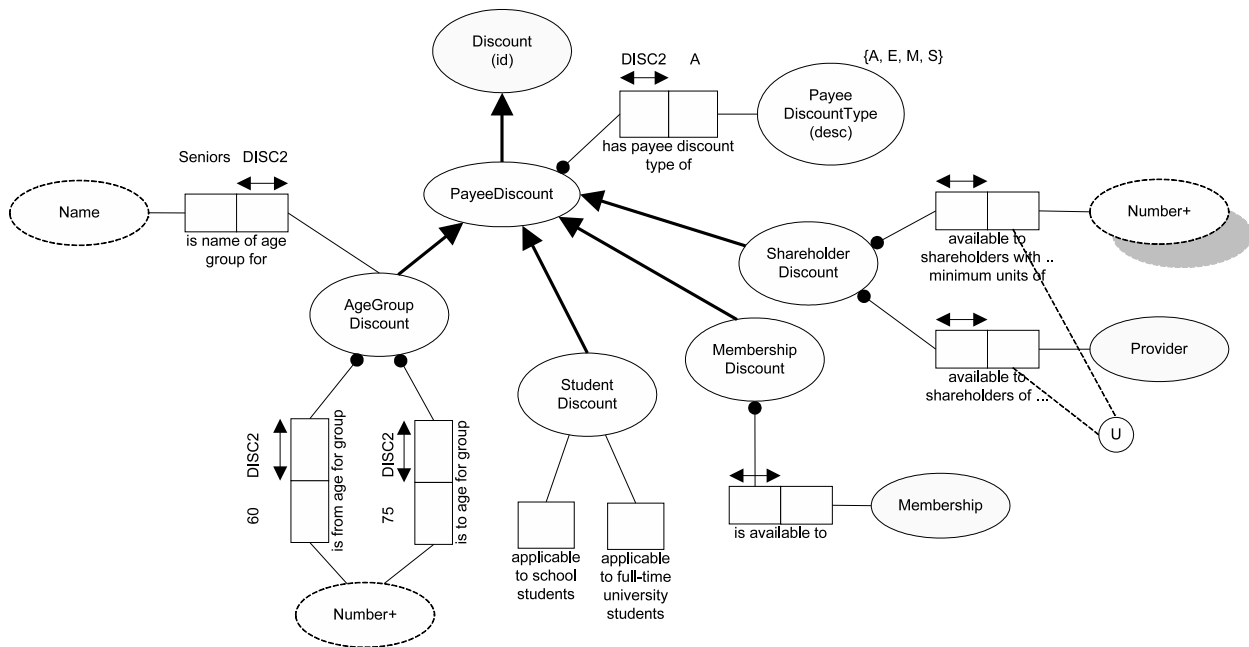 Discount
(id)
DISC2 A
{A, E, M, S}
Payee
DiscountType
(desc)
has payee discount
type of
Seniors DISC2
Name
is name of age
group for
PayeeDiscount
Shareholder
Discount
Number+
available to
shareholders with ..
minimum units of
AgeGroup
Discount
Membership
Discount
Provider
available to
shareholders of ...
Student
Discount
U
DISC2
60
is from age for group
DISC2
75
is to age for group
Membership
is available to
applicable
to school
students
applicable
to full-time
university
students
Number+